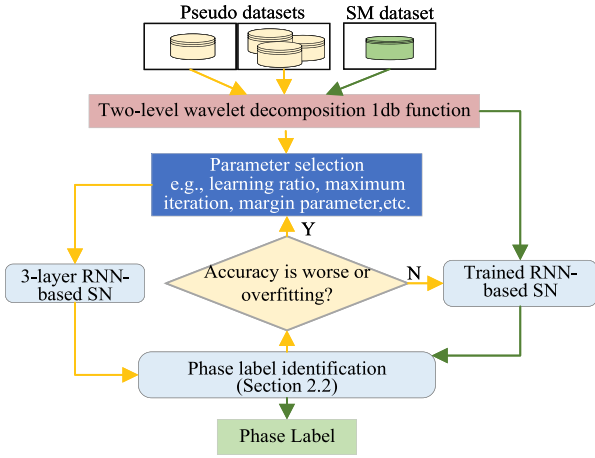 Pseudo datasets
SM dataset
Two-level wavelet decomposition 1db function
Parameter selection
e.g., learning ratio, maximum
iteration, margin parameter,etc.
Y
3-layer RNN-
based SN
Accuracy is worse or
overfitting?
N
Trained RNN-
based SN
Phase label identification
(Section 2.2)
Phase Label